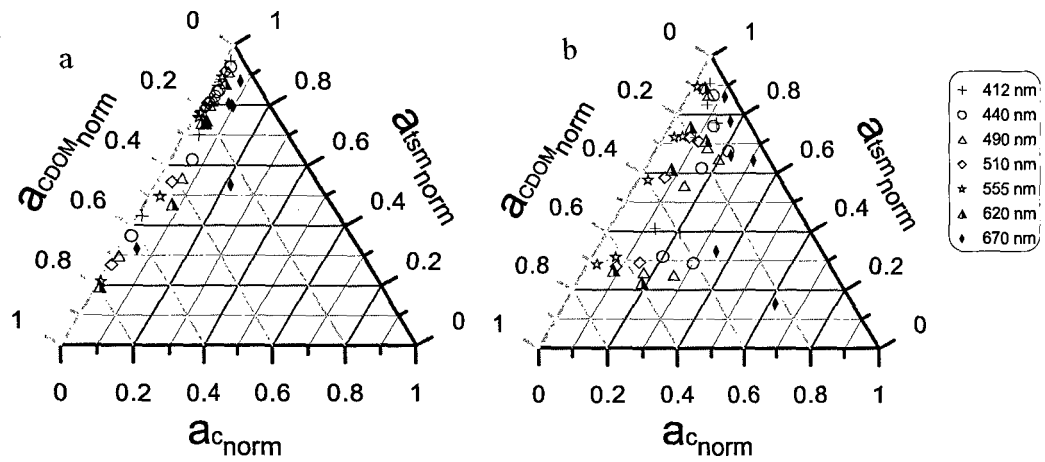 a
0 1
0.2 0.8
0.4 0.6
0.6 0.4
0.8 0.2
1 0
aCDOMnorm
atsmnorm
0 0.2 0.4 0.6 0.8 1
acnorm
b
0 1
0.2 0.8
0.4 0.6
0.6 0.4
0.8 0.2
1 0
aCDOMnorm
atsmnorm
0 0.2 0.4 0.6 0.8 1
acnorm
412 nm
440 nm
490 nm
510 nm
555 nm
620 nm
670 nm